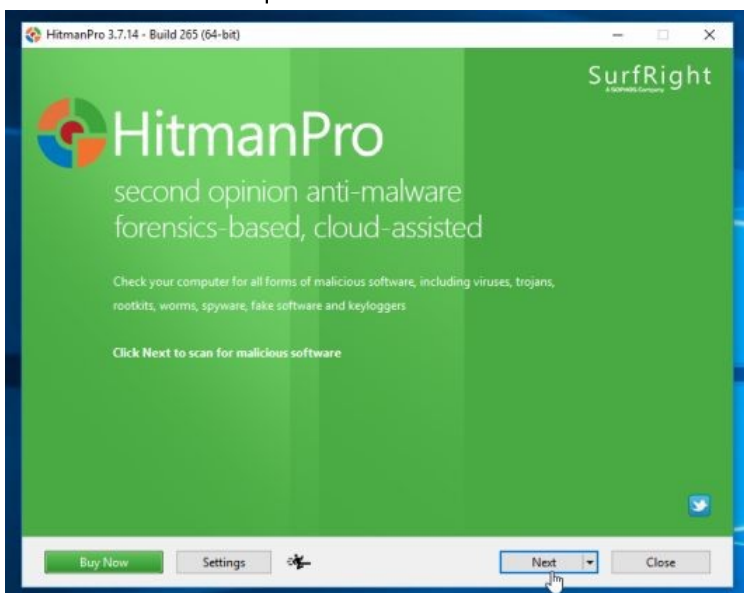 HitmanPro 3.7.14 - Build 265 (64-bit)
SurfRight
A SOPHOS Company
HitmanPro
second opinion anti-malware
forensics-based, cloud-assisted
Check your computer for all forms of malicious software, including viruses, trojans,
rootkits, worms, spyware, fake software and keyloggers
Click Next to scan for malicious software
Buy Now
Settings
Next
Close